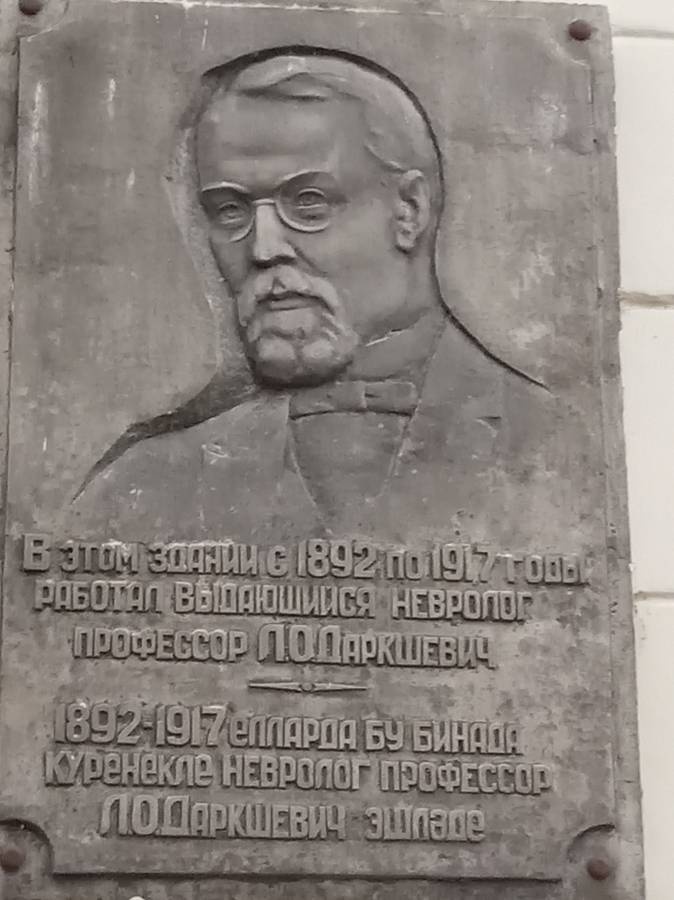 В этом здании с 1892 по 1917 годы
работал выдающийся невролог
профессор Л.О.Даркшевич
1892-1917 елларда бу бинада
куренекле невролог профессор
Л.О.Даркшевич эшләде